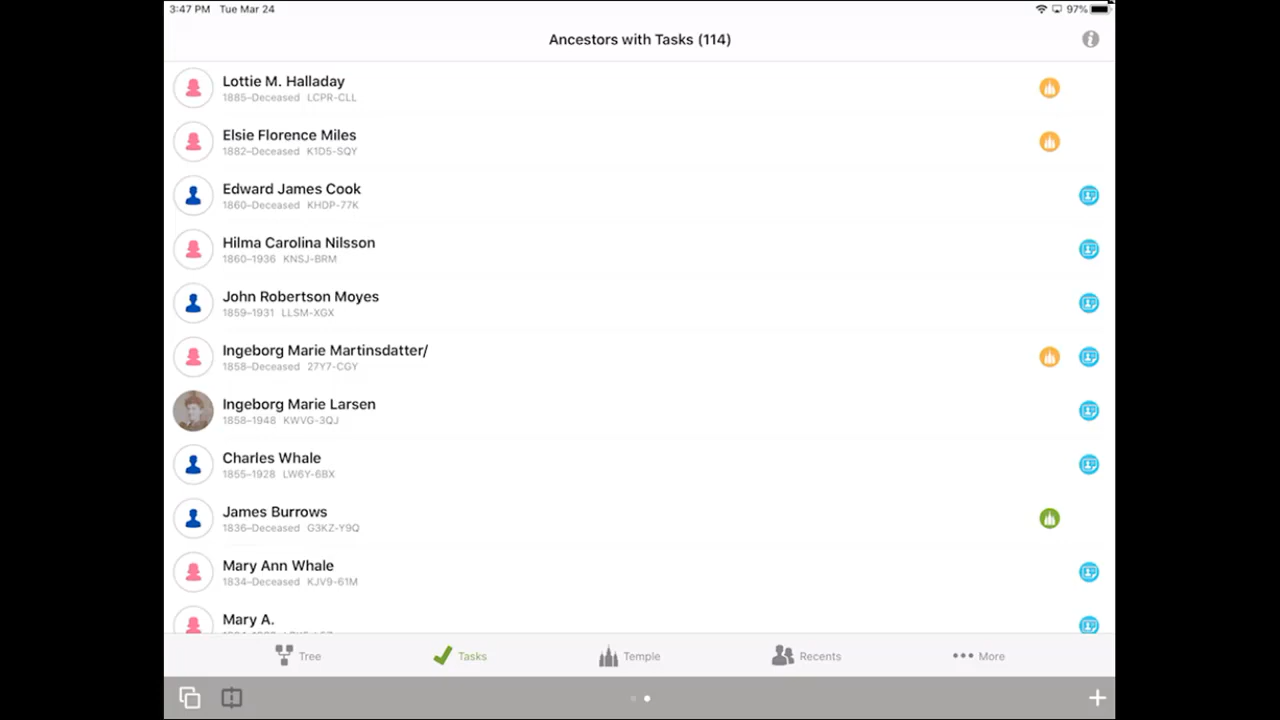 3:47 PM Tue Mar 24
97%
Ancestors with Tasks (114)
Lottie M. Halladay
1885–Deceased LCPR-CLL
Elsie Florence Miles
1882–Deceased K1D5-SQY
Edward James Cook
1860–Deceased KHDP-77K
Hilma Carolina Nilsson
1860–1936 KNSJ-BRM
John Robertson Moyes
1859–1931 LLSM-XGX
Ingeborg Marie Martinsdatter/
1858–Deceased 27Y7-CGY
Ingeborg Marie Larsen
1858–1948 KWVG-3QJ
Charles Whale
1855–1928 LW6Y-6BX
James Burrows
1836–Deceased G3KZ-Y9Q
Mary Ann Whale
1834–Deceased KJV9-61M
Mary A.
Tree
Tasks
Temple
Recents
More